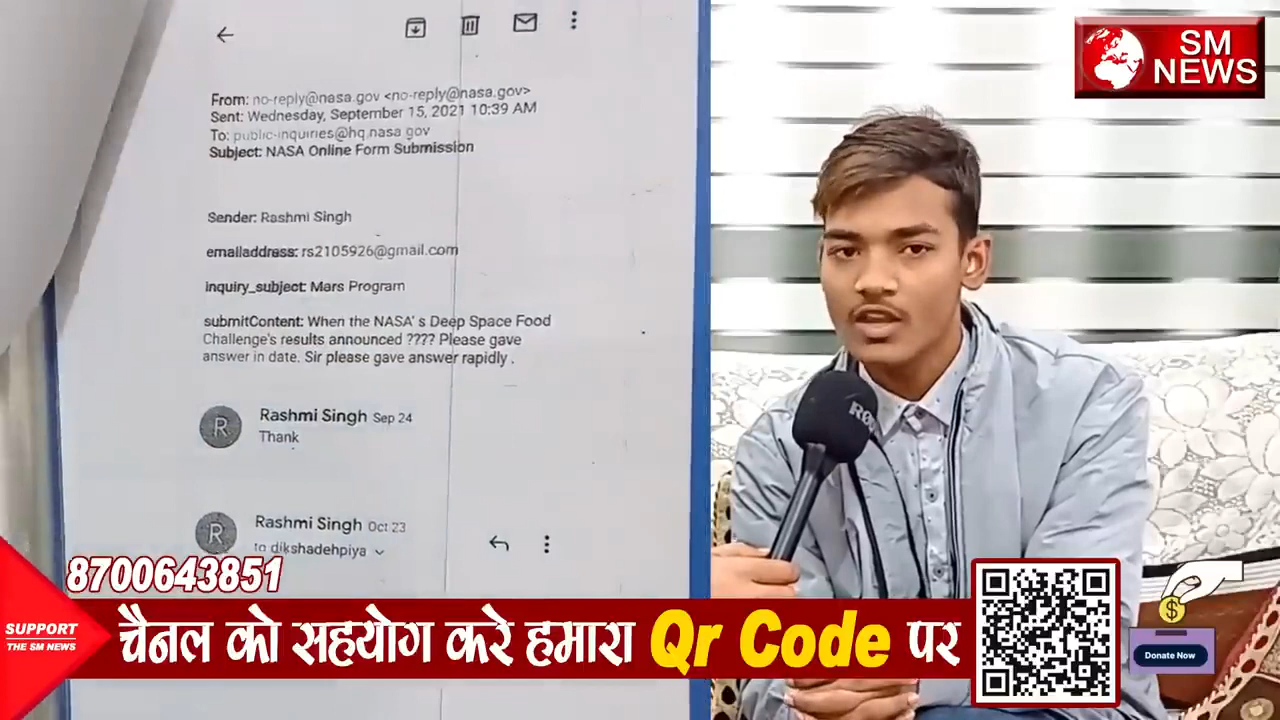 From: no-reply@nasa.gov <no-reply@nasa.gov>
Sent: Wednesday, September 15, 2021 10:39 AM
To: public-inquiries@hq.nasa.gov
Subject: NASA Online Form Submission
Sender: Rashmi Singh
emailaddress: rs2105926@gmail.com
inquiry_subject: Mars Program
submitContent: When the NASA' s Deep Space Food
Challenge's results announced ???? Please gave
answer in date. Sir please gave answer rapidly .
R
Rashmi Singh Sep 24
Thank
R
Rashmi Singh Oct 23
to dikshadehpiya
SM
NEWS
RØDE
8700643851
SUPPORT
THE SM NEWS
चैनल को सहयोग करे हमारा Qr Code पर
$
Donate Now